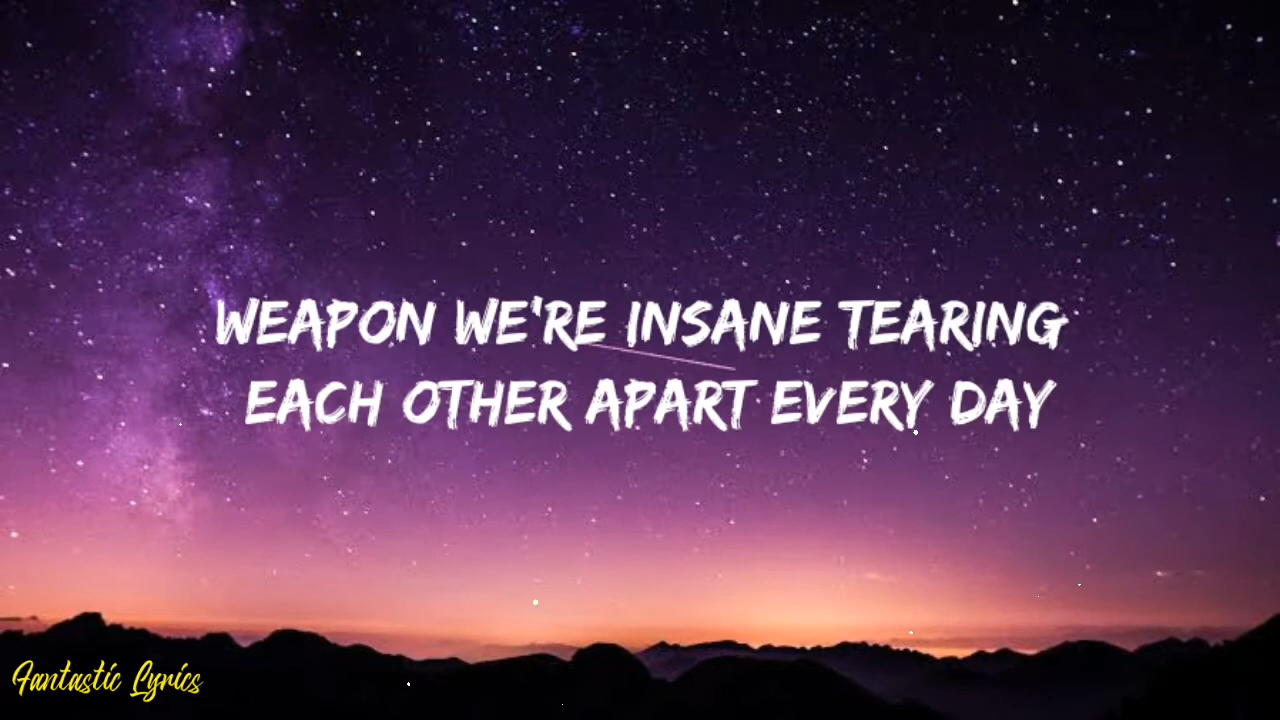 WEAPON WE'RE INSANE TEARING
EACH OTHER APART EVERY DAY
Fantastic Lyrics